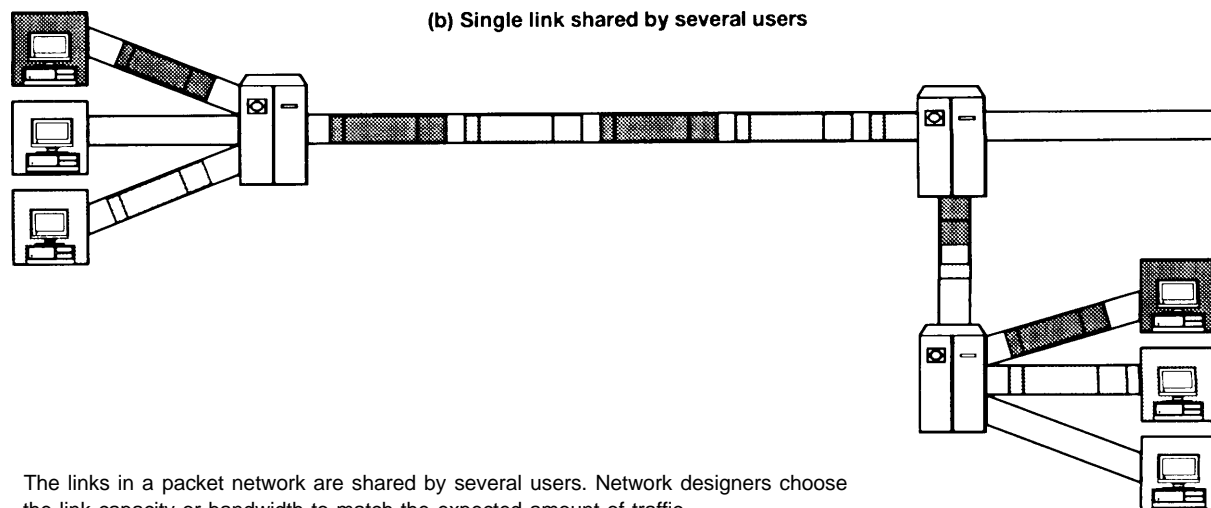 (b) Single link shared by several users
The links in a packet network are shared by several users. Network designers choose
the link capacity or bandwidth to match the expected amount of traffic.